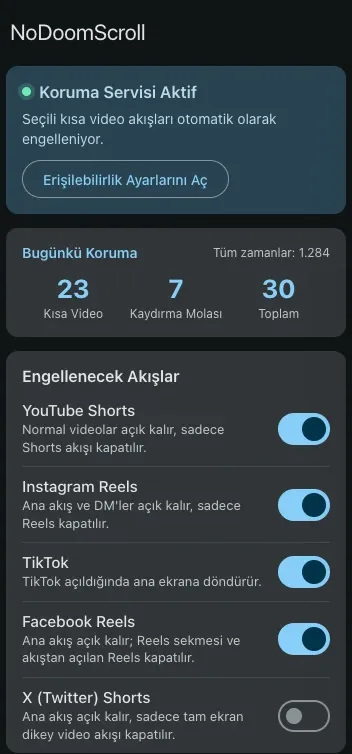 NoDoomScroll
Koruma Servisi Aktif
Seçili kısa video akışları otomatik olarak
engelleniyor.
Erişilebilirlik Ayarlarını Aç
Bugünkü Koruma
Tüm zamanlar: 1.284
23
7
30
Kısa Video
Kaydırma Molası
Toplam
Engellenecek Akışlar
YouTube Shorts
Normal videolar açık kalır, sadece
Shorts akışı kapatılır.
Instagram Reels
Ana akış ve DM'ler açık kalır, sadece
Reels kapatılır.
TikTok
TikTok açıldığında ana ekrana döndürür.
Facebook Reels
Ana akış açık kalır; Reels sekmesi ve
akıştan açılan Reels kapatılır.
X (Twitter) Shorts
Ana akış açık kalır, sadece tam ekran
dikey video akışı kapatılır.